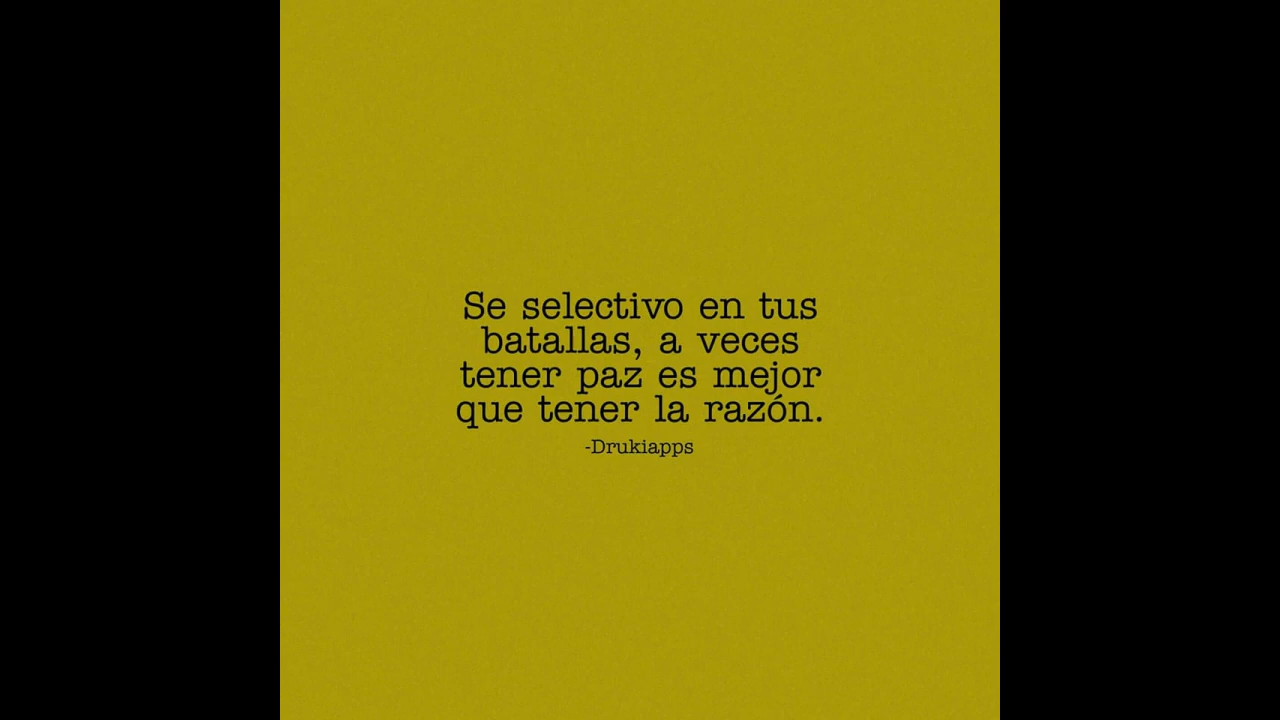 Se selectivo en tus
batallas, a veces
tener paz es mejor
que tener la razón.
-Drukiapps